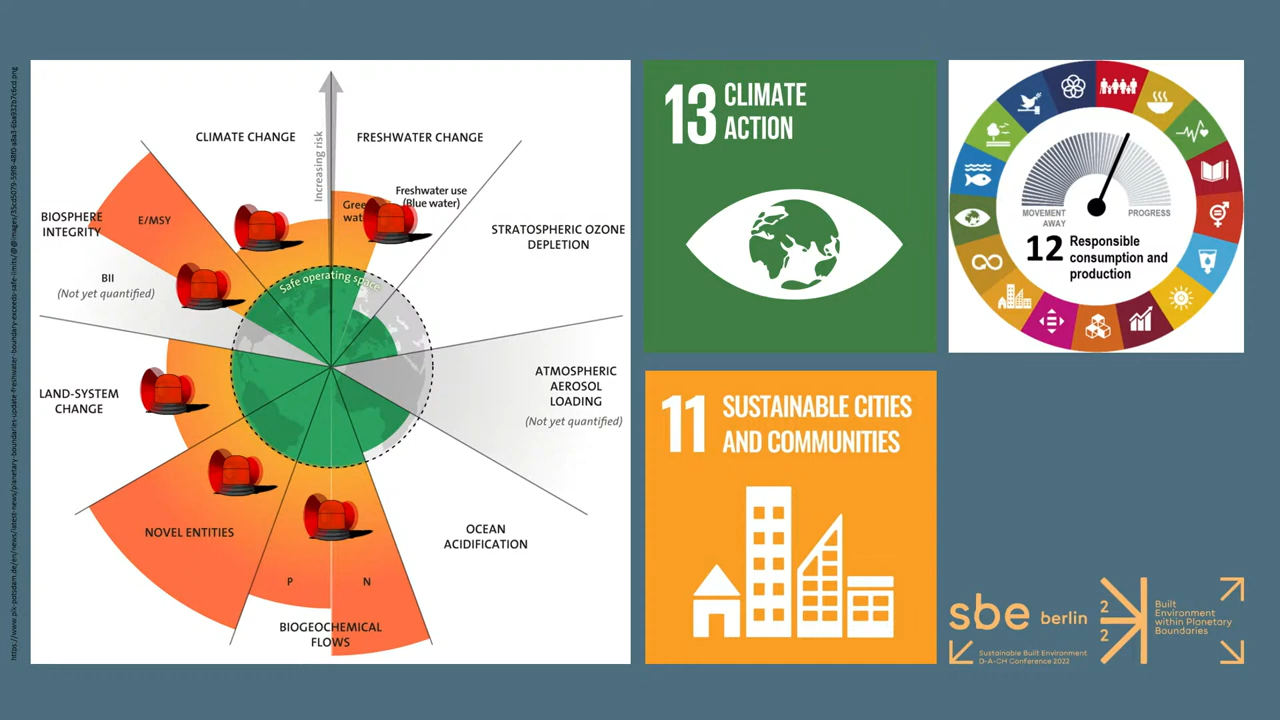 CLIMATE CHANGE
FRESHWATER CHANGE
Increasing risk
Freshwater use
(Blue water)
Green
wat
BIOSPHERE
INTEGRITY
E/MSY
STRATOSPHERIC OZONE
DEPLETION
BII
(Not yet quantified)
Safe operating space
LAND-SYSTEM
CHANGE
ATMOSPHERIC
AEROSOL
LOADING
(Not yet quantified)
NOVEL ENTITIES
OCEAN
ACIDIFICATION
P
N
BIOGEOCHEMICAL
FLOWS
13 CLIMATE
ACTION
MOVEMENT
AWAY
PROGRESS
12 Responsible
consumption and
production
11 SUSTAINABLE CITIES
AND COMMUNITIES
sbe berlin
Sustainable Built Environment
D-A-CH Conference 2022
2
2
Built
Environment
within Planetary
Boundaries